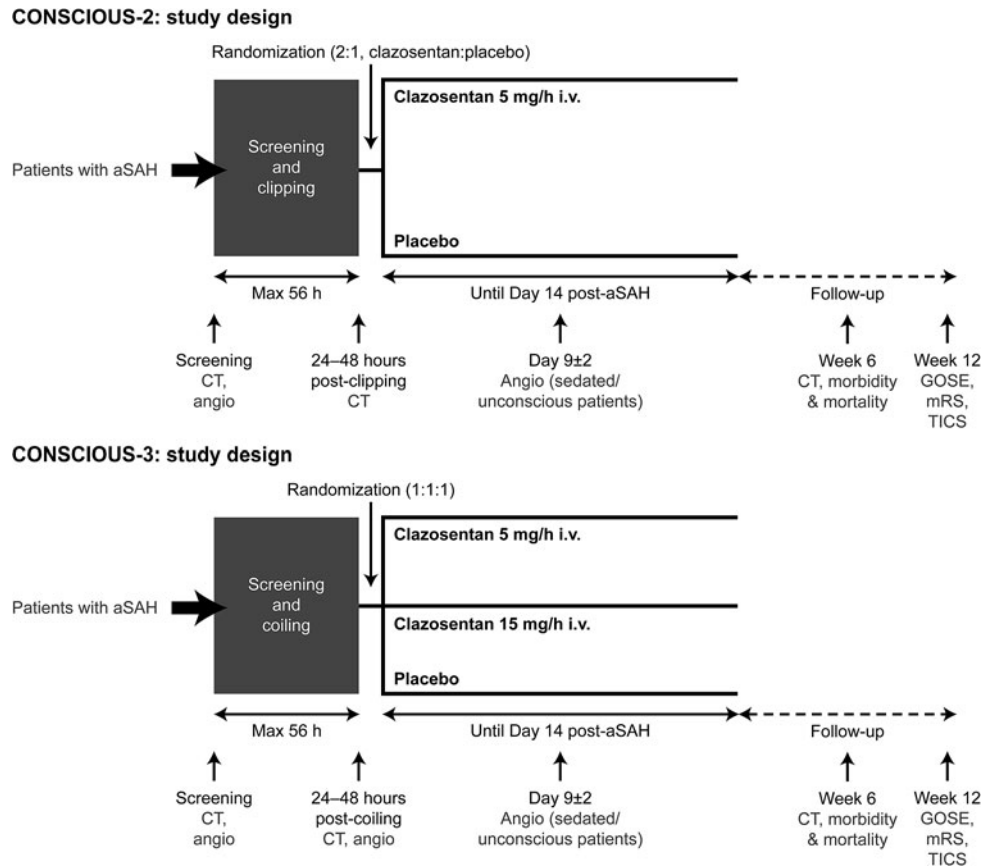 CONSCIOUS-2: study design
Randomization (2:1, clazosentan:placebo)
Clazosentan 5 mg/h i.v.
Screening
and
clipping
Patients with aSAH
Placebo
Max 56 h
Until Day 14 post-aSAH
Follow-up
Screening
CT,
angio
24–48 hours
post-clipping
CT
Day 9±2
Angio (sedated/
unconscious patients)
Week 6
CT, morbidity
& mortality
Week 12
GOSE,
mRS,
TICS
CONSCIOUS-3: study design
Randomization (1:1:1)
Clazosentan 5 mg/h i.v.
Screening
and
coiling
Patients with aSAH
Clazosentan 15 mg/h i.v.
Placebo
Max 56 h
Until Day 14 post-aSAH
Follow-up
Screening
CT,
angio
24–48 hours
post-coiling
CT, angio
Day 9±2
Angio (sedated/
unconscious patients)
Week 6
CT, morbidity
& mortality
Week 12
GOSE,
mRS,
TICS